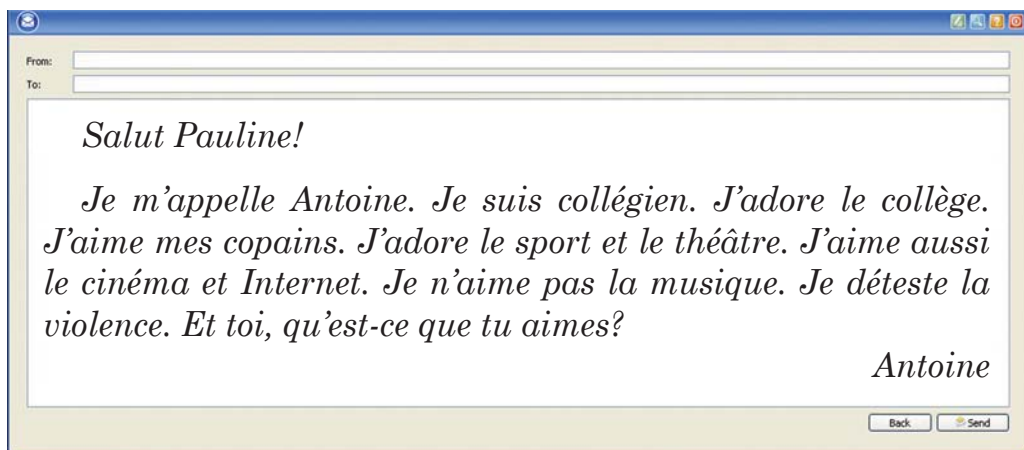 From:
To:
Salut Pauline!
Je m'appelle Antoine. Je suis collégien. J'adore le collège.
J'aime mes copains. J'adore le sport et le théâtre. J'aime aussi
le cinéma et Internet. Je n'aime pas la musique. Je déteste la
violence. Et toi, qu'est-ce que tu aimes?
Antoine
Back
Send